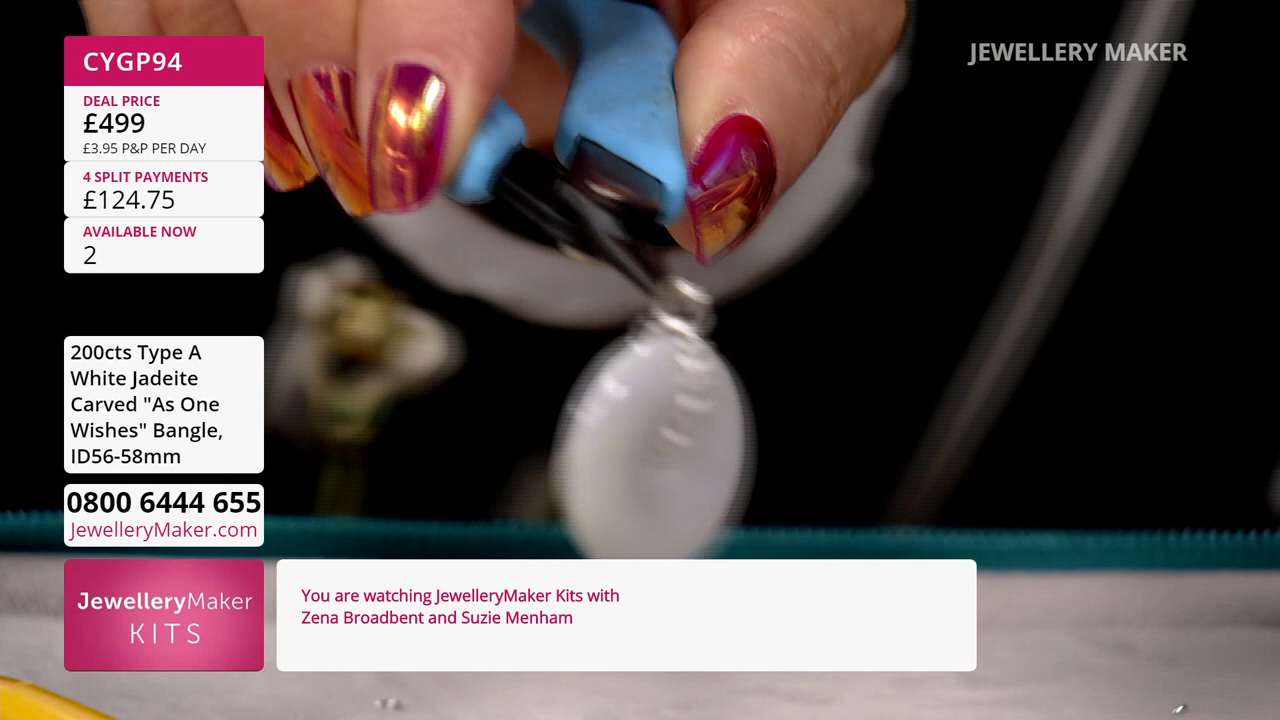 CYGP94
DEAL PRICE
£499
£3.95 P&P PER DAY
4 SPLIT PAYMENTS
£124.75
AVAILABLE NOW
2
200cts Type A
White Jadeite
Carved "As One
Wishes" Bangle,
ID56-58mm
0800 6444 655
JewelleryMaker.com
JewelleryMaker
KITS
You are watching JewelleryMaker Kits with
Zena Broadbent and Suzie Menham
JEWELLERY MAKER